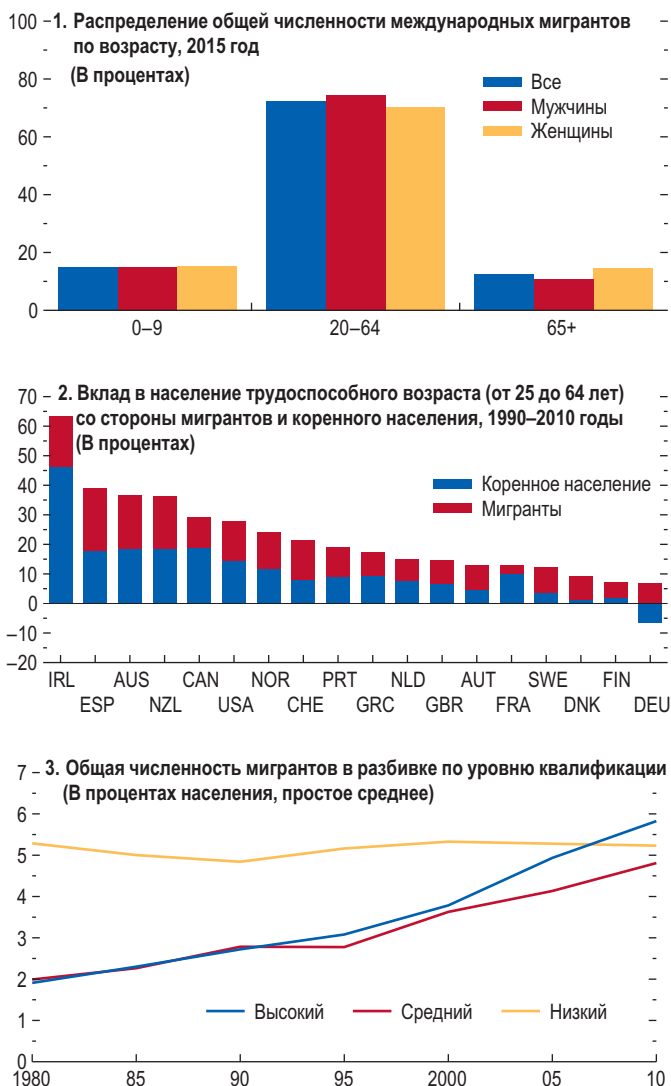 1. Распределение общей численности международных мигрантов
по возрасту, 2015 год
(В процентах)
100
80
60
40
20
0
Все
Мужчины
Женщины
0–9
20–64
65+
2. Вклад в население трудоспособного возраста (от 25 до 64 лет)
со стороны мигрантов и коренного населения, 1990–2010 годы
(В процентах)
70
60
50
40
30
20
10
0
–10
–20
Коренное население
Мигранты
IRL AUS CAN NOR PRT NLD AUT SWE FIN
ESP NZL USA CHE GRC GBR FRA DNK DEU
3. Общая численность мигрантов в разбивке по уровню квалификации
(В процентах населения, простое среднее)
7
6
5
4
3
2
1
0
Высокий Средний Низкий
1980 85 90 95 2000 05 10